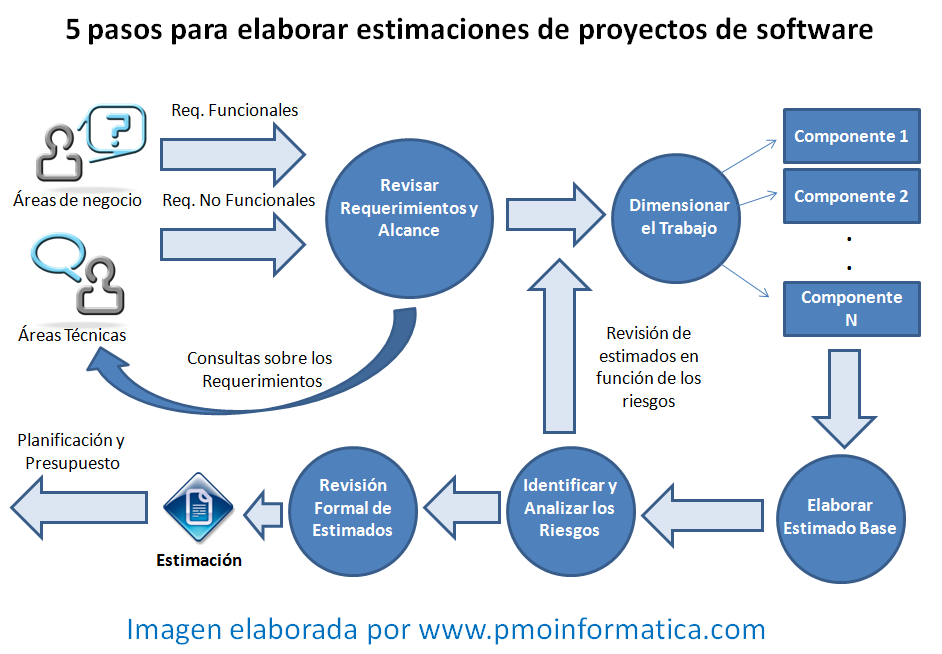 5 pasos para elaborar estimaciones de proyectos de software
Req. Funcionales
Áreas de negocio
Req. No Funcionales
Áreas Técnicas
Revisar
Requerimientos y
Alcance
Consultas sobre los
Requerimientos
Dimensionar
el Trabajo
Componente 1
Componente 2
.
.
Componente
N
Revisión de
estimados en
función de los
riesgos
Elaborar
Estimado Base
Identificar y
Analizar los
Riesgos
Revisión
Formal de
Estimados
Estimación
Planificación y
Presupuesto
Imagen elaborada por www.pmoinformatica.com